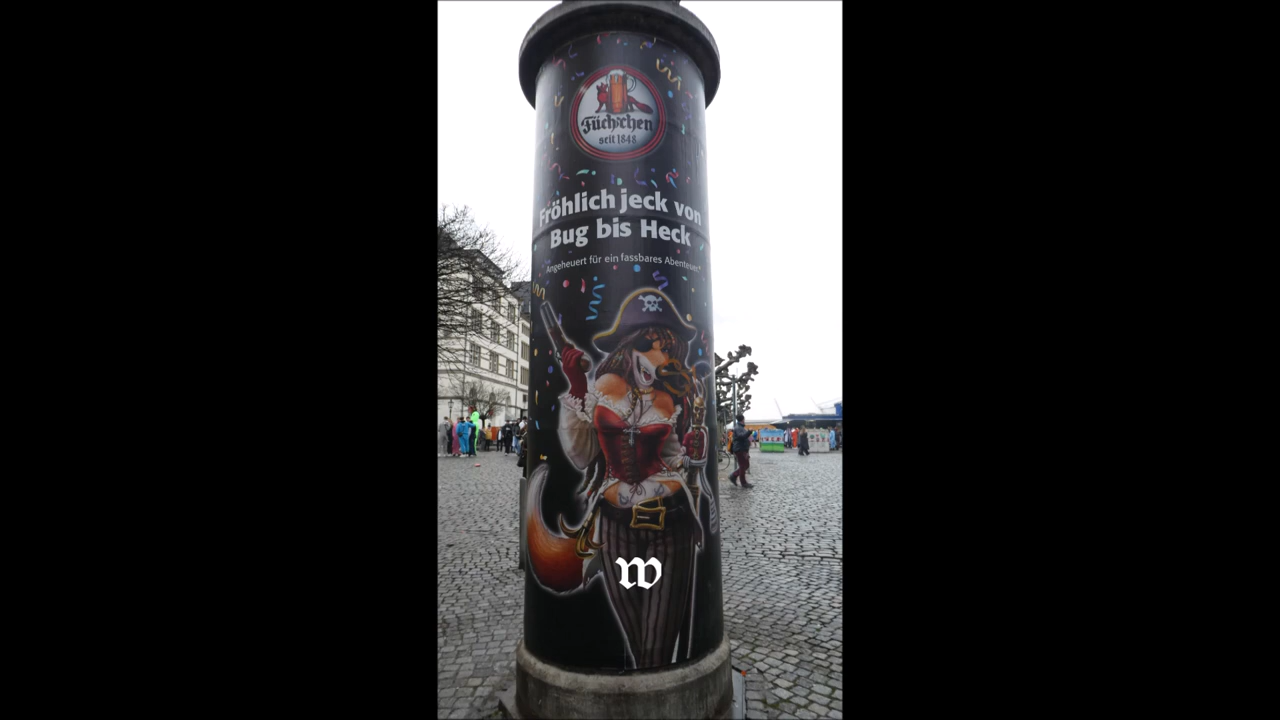 Füchschen
seit 1848
Fröhlich jeck von
Bug bis Heck
Angeheuert für ein fassbares Abenteuer
W